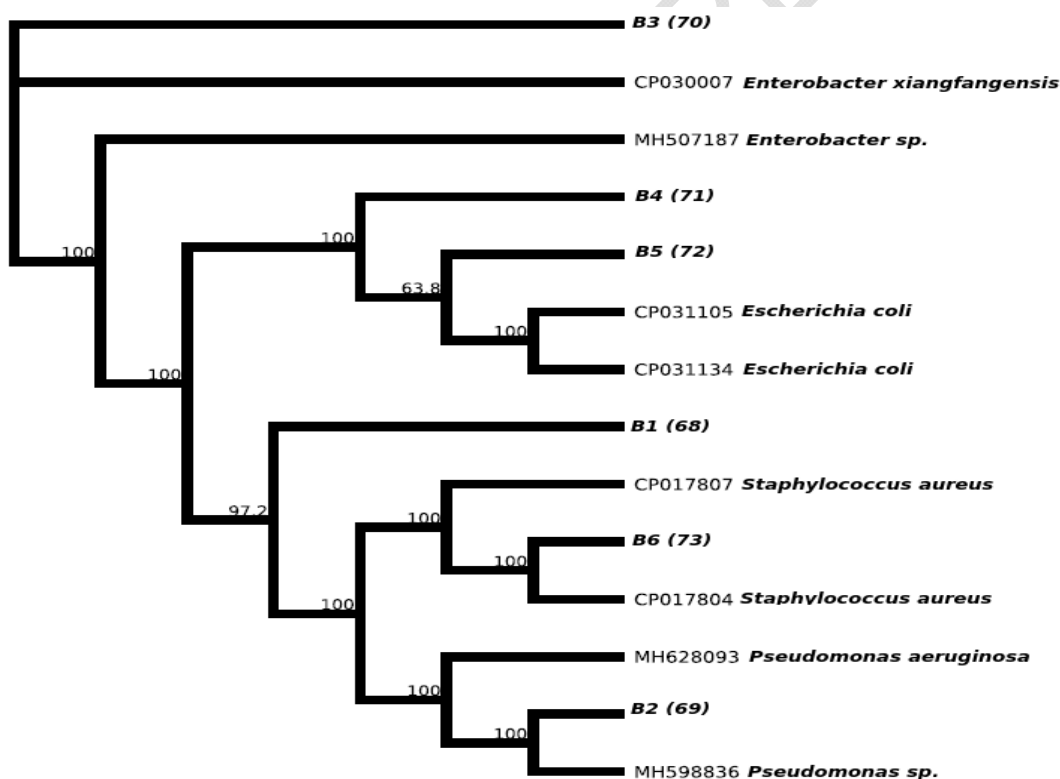 B3 (70)
CP030007 Enterobacter xiangfangensis
MH507187 Enterobacter sp.
100
B4 (71)
100
B5 (72)
63.8
CP031105 Escherichia coli
100
CP031134 Escherichia coli
100
B1 (68)
CP017807 Staphylococcus aureus
97.2
100
B6 (73)
100
CP017804 Staphylococcus aureus
100
MH628093 Pseudomonas aeruginosa
100
B2 (69)
100
MH598836 Pseudomonas sp.